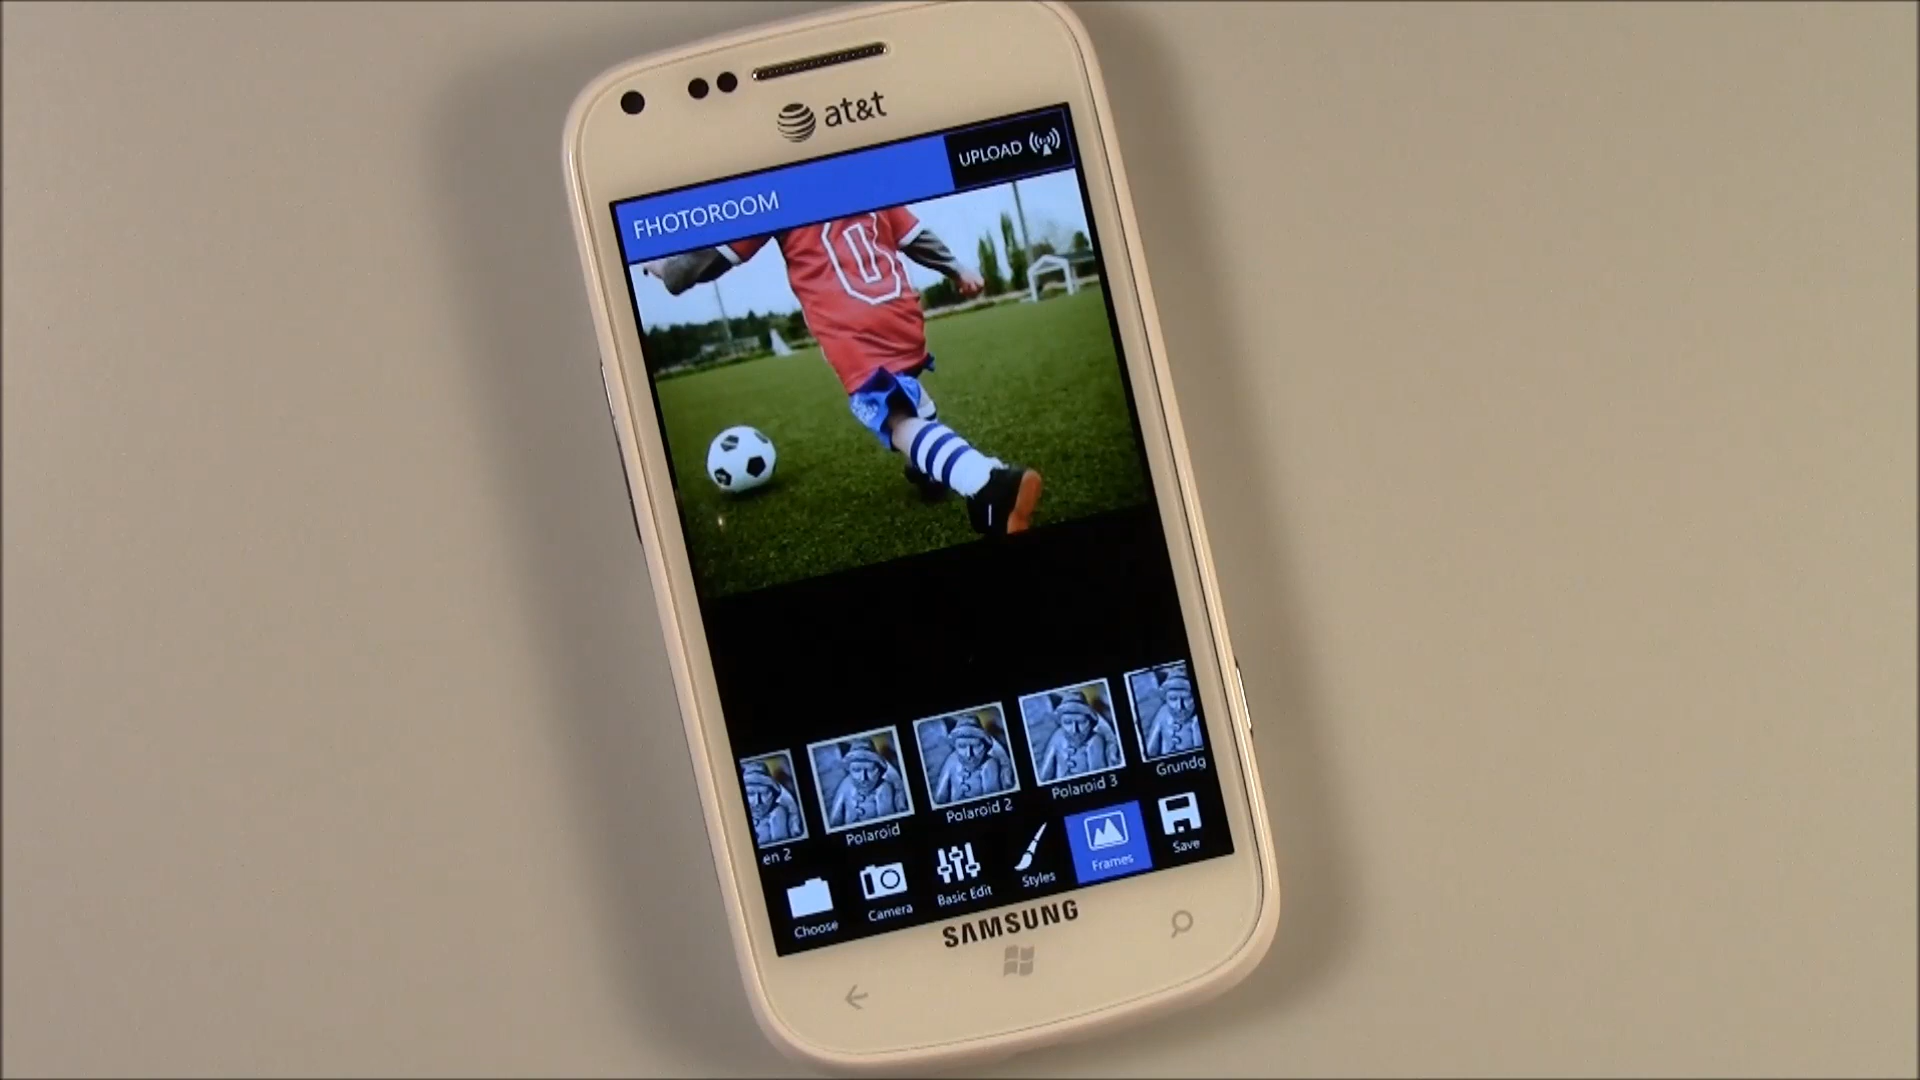 at&t
UPLOAD
FHOTOROOM
0
en 2
Polaroid
Polaroid 2
Polaroid 3
Grundg
Choose
Camera
Basic Edit
Styles
Frames
Save
SAMSUNG